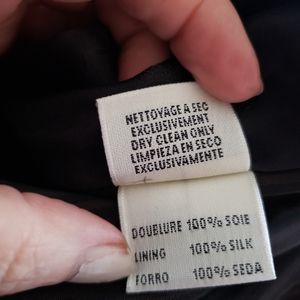 NETTOYAGE A SEC
EXCLUSIVEMENT
DRY CLEAN ONLY
LIMPIEZA EN SECO
EXCLUSIVAMENTE
DOUBLURE 100% SOIE
LINING 100% SILK
FORRO 100% SEDA